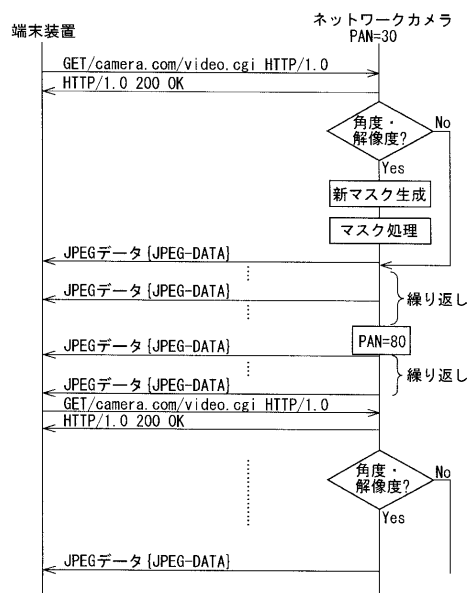 端末装置
ネットワークカメラ
PAN=30
GET/camera.com/video.cgi HTTP/1.0
HTTP/1.0 200 OK
角度・
解像度?
No
Yes
新マスク生成
マスク処理
JPEGデータ{JPEG-DATA}
JPEGデータ{JPEG-DATA}
繰り返し
PAN=80
JPEGデータ{JPEG-DATA}
繰り返し
JPEGデータ{JPEG-DATA}
GET/camera.com/video.cgi HTTP/1.0
HTTP/1.0 200 OK
角度・
解像度?
No
Yes
JPEGデータ{JPEG-DATA}